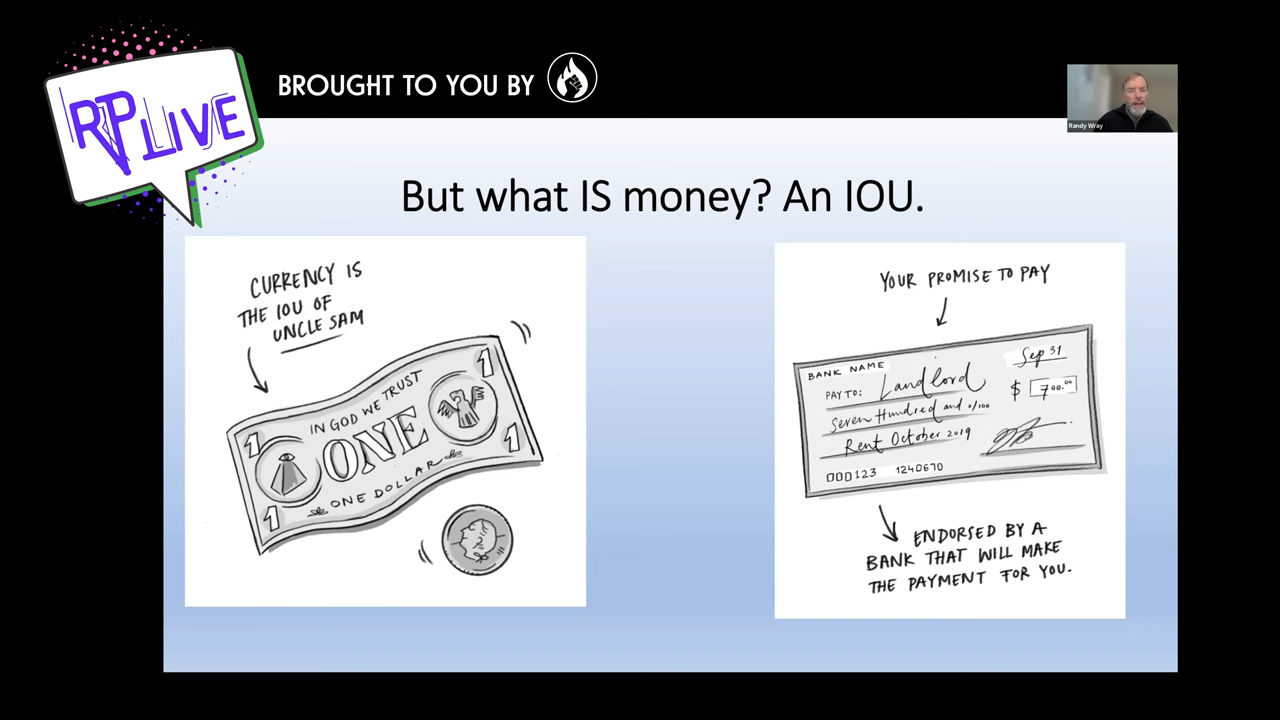 RP LIVE
BROUGHT TO YOU BY
Randy Wray
But what IS money? An IOU.
CURRENCY IS
THE IOU OF
UNCLE SAM
1
1
IN GOD WE TRUST
ONE
ONE DOLLAR
1
1
YOUR PROMISE TO PAY
BANK NAME
Sep 31
PAY TO: Landlord
$ 700.00
Seven Hundred and 0/100
Rent October 2019
000123 1240670
ENDORSED BY A
BANK THAT WILL MAKE
THE PAYMENT FOR YOU.